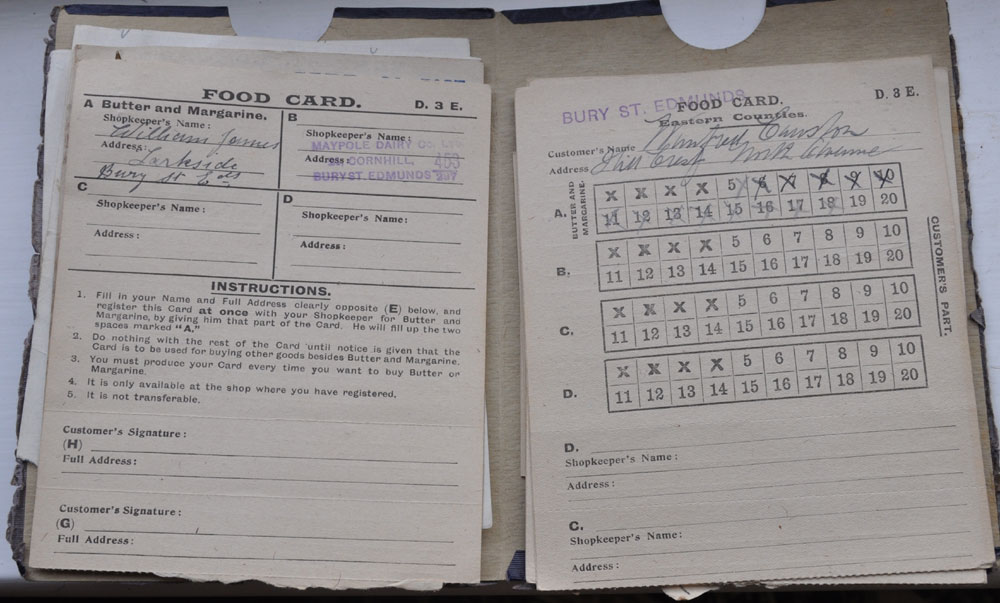 FOOD CARD. D. 3 E.
A Butter and Margarine.
Shopkeeper's Name:
William James
Address:
Larkside
Bury St Eds
B
Shopkeeper's Name:
MAYPOLE DAIRY CO. LTD
Address:
CORNHILL, 453
BURY ST. EDMUNDS
C
Shopkeeper's Name:
Address:
D
Shopkeeper's Name:
Address:
INSTRUCTIONS.
1. Fill in your Name and Full Address clearly opposite (E) below, and
register this Card at once with your Shopkeeper for Butter and
Margarine, by giving him that part of the Card. He will fill up the two
spaces marked "A."
2. Do nothing with the rest of the Card until notice is given that the
Card is to be used for buying other goods besides Butter and Margarine.
3. You must produce your Card every time you want to buy Butter or
Margarine.
4. It is only available at the shop where you have registered.
5. It is not transferable.
Customer's Signature:
(H)
Full Address:
Customer's Signature:
(G)
Full Address:
BURY ST. EDMUNDS
FOOD CARD. D. 3 E.
Eastern Counties.
Customer's Name Winifred
Address Hill Crest North Avenue
BUTTER AND MARGARINE.
A.
X X X X 5 6 7 8 9 10
11 12 13 14 15 16 17 18 19 20
B.
X X X X 5 6 7 8 9 10
11 12 13 14 15 16 17 18 19 20
C.
X X X X 5 6 7 8 9 10
11 12 13 14 15 16 17 18 19 20
D.
X X X X 5 6 7 8 9 10
11 12 13 14 15 16 17 18 19 20
CUSTOMER'S PART.
D.
Shopkeeper's Name:
Address:
C.
Shopkeeper's Name:
Address: